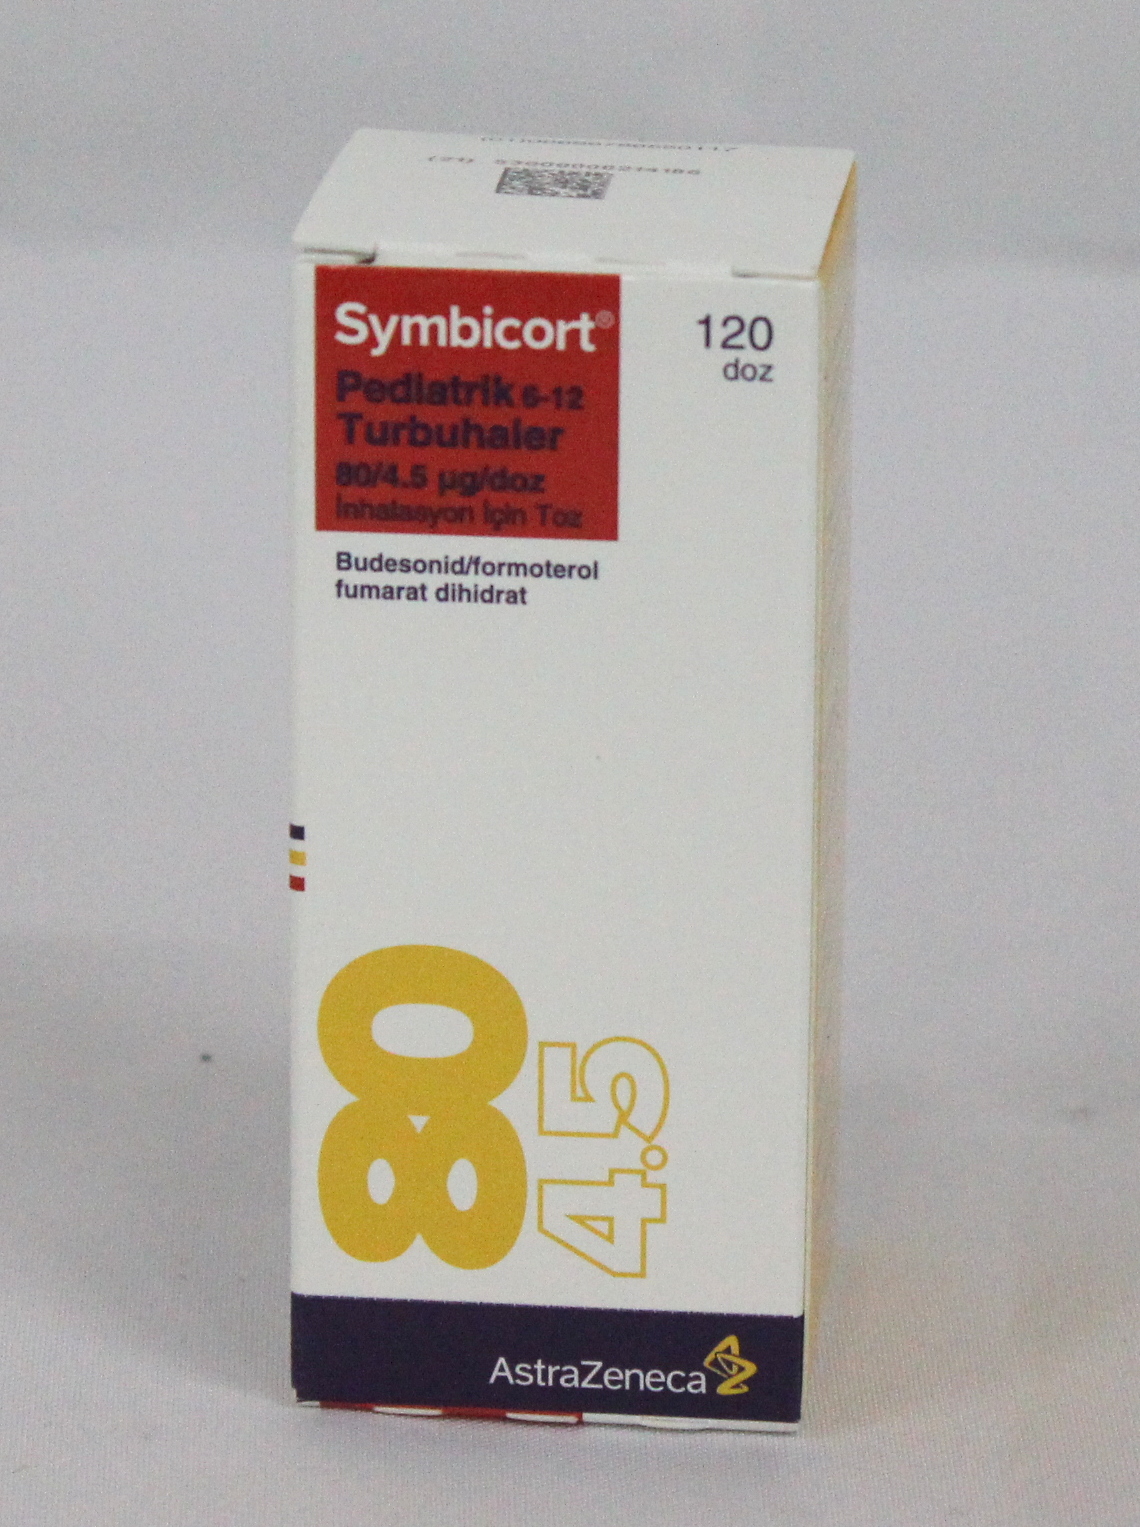 Symbicort®
Pediatrik 6-12
Turbuhaler
80/4.5 µg/doz
İnhalasyon İçin Toz
120
doz
Budesonid/formoterol
fumarat dihidrat
80
4.5
AstraZeneca